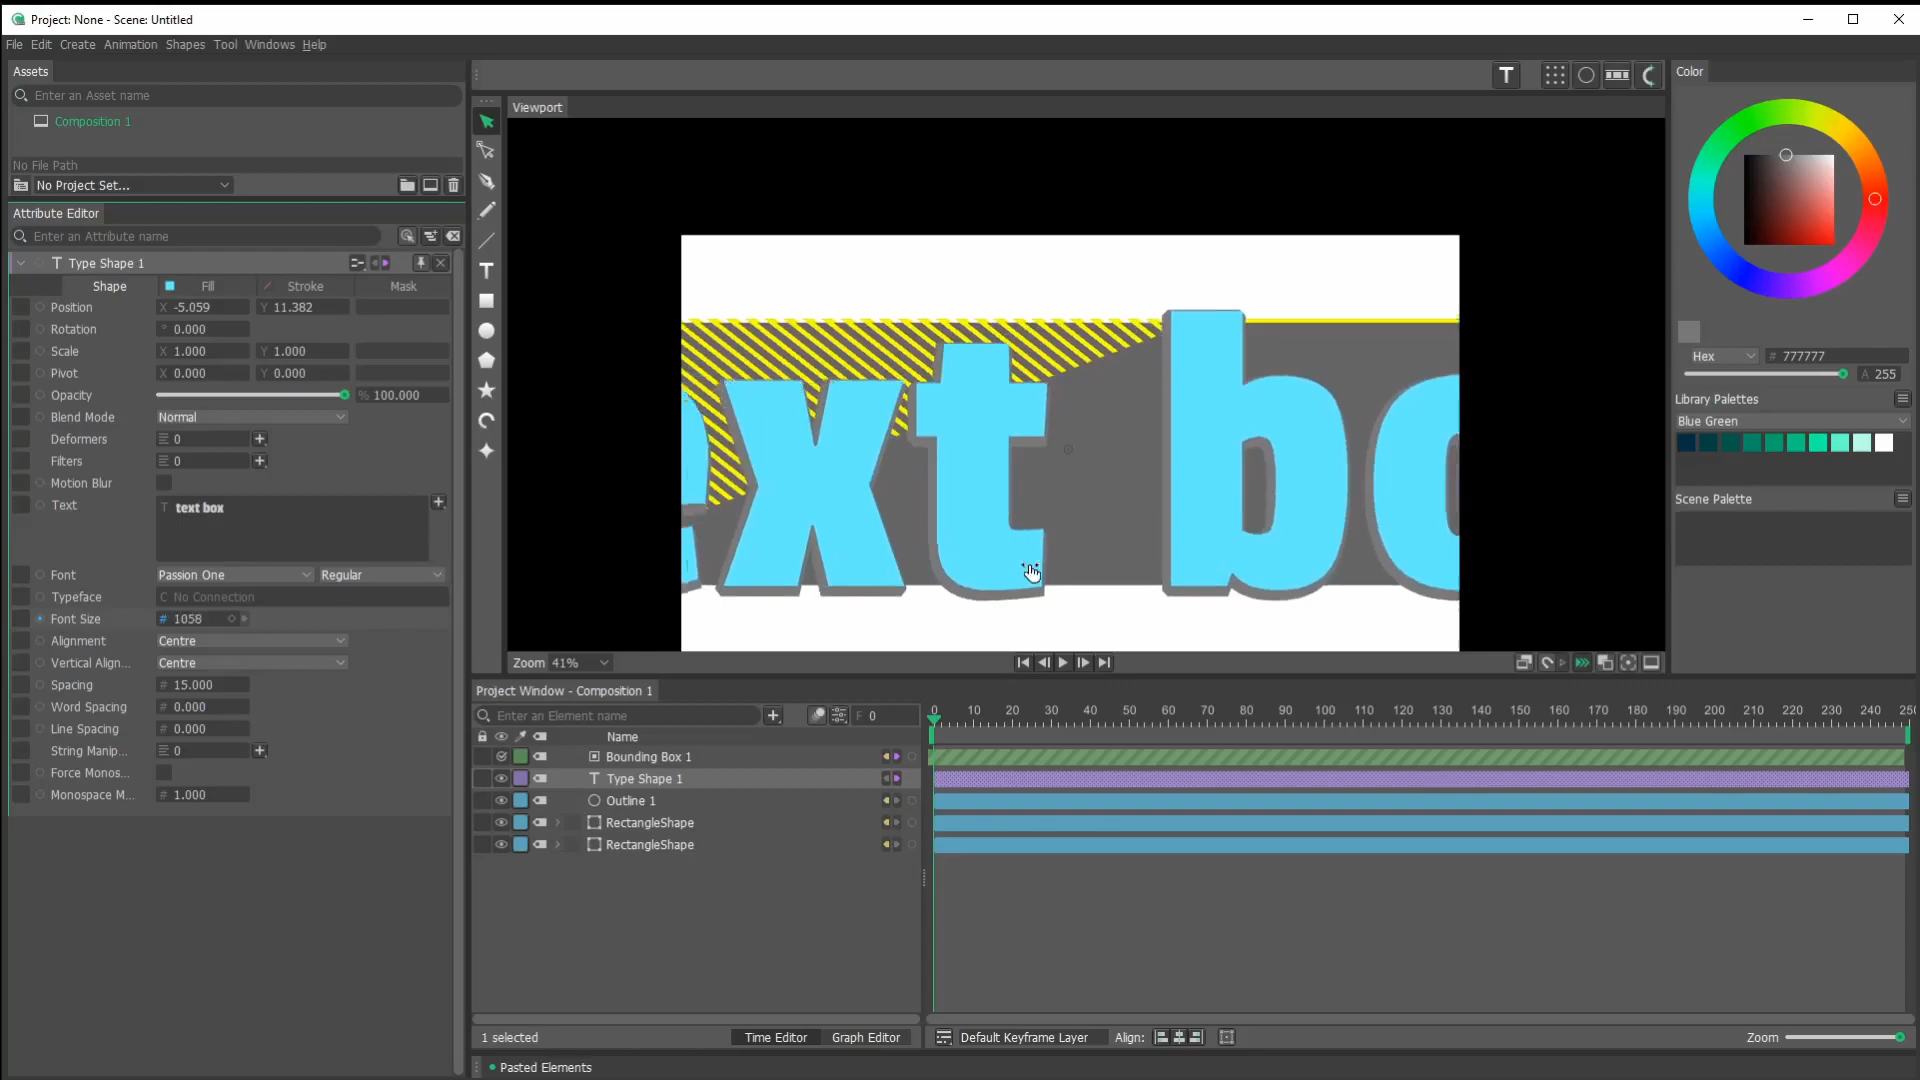 Project: None - Scene: Untitled
File Edit Create Animation Shapes Tool Windows Help
Assets
Enter an Asset name
Composition 1
No File Path
No Project Set...
Attribute Editor
Enter an Attribute name
Type Shape 1
Shape Fill Stroke Mask
Position X -5.059 Y 11.382
Rotation ° 0.000
Scale X 1.000 Y 1.000
Pivot X 0.000 Y 0.000
Opacity % 100.000
Blend Mode Normal
Deformers 0
Filters 0
Motion Blur
Text T text box
Font Passion One Regular
Typeface C No Connection
Font Size # 1058
Alignment Centre
Vertical Align... Centre
Spacing # 15.000
Word Spacing # 0.000
Line Spacing # 0.000
String Manip... 0
Force Monos...
Monospace M... # 1.000
Viewport
ext bo
Zoom 41%
Project Window - Composition 1
Enter an Element name
F 0
0 10 20 30 40 50 60 70 80 90 100 110 120 130 140 150 160 170 180 190 200 210 220 230 240 250
Name
Bounding Box 1
Type Shape 1
Outline 1
RectangleShape
RectangleShape
1 selected
Time Editor
Graph Editor
Default Keyframe Layer
Align:
Zoom
Pasted Elements
Color
Hex # 777777
A 255
Library Palettes
Blue Green
Scene Palette